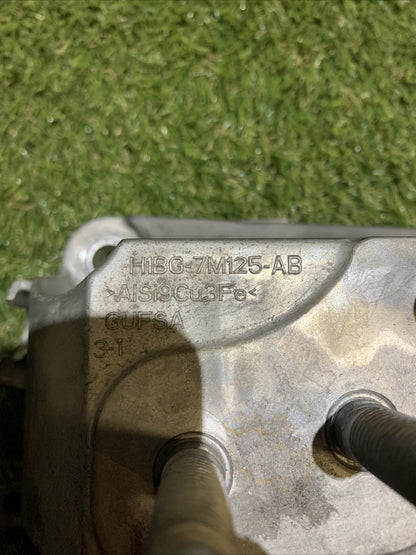 H1BG-7M125-AB
>AlSi9Cu3Fe<
GUFSA
3-1